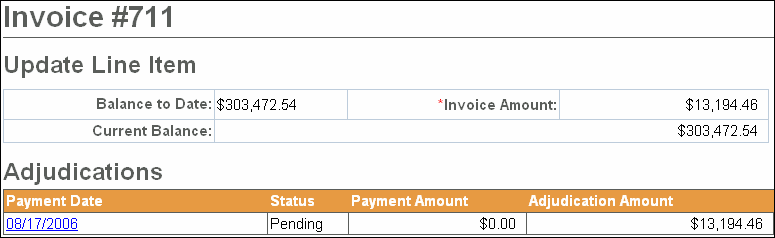 Invoice #711
Update Line Item
Balance to Date: $303,472.54 *Invoice Amount: $13,194.46
Current Balance: $303,472.54
Adjudications
Payment Date Status Payment Amount Adjudication Amount
08/17/2006 Pending $0.00 $13,194.46